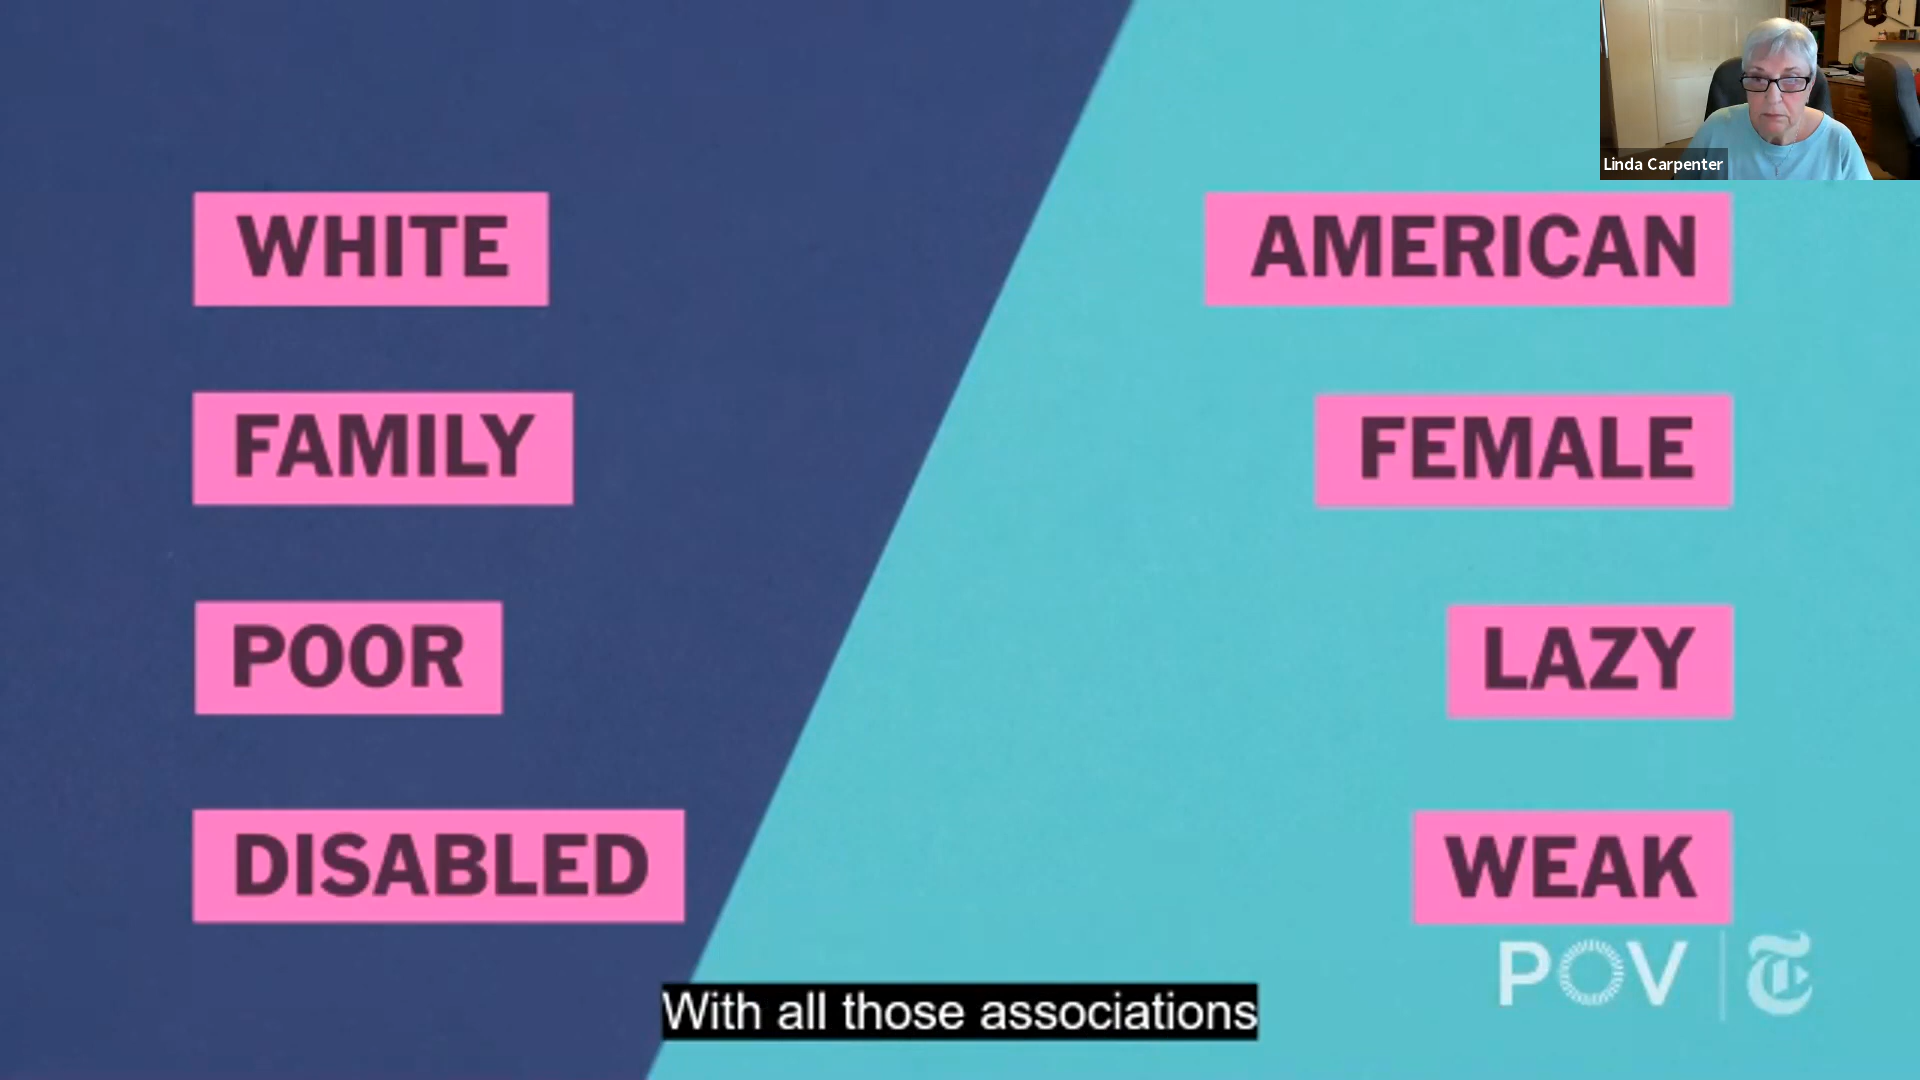 Linda Carpenter
WHITE
AMERICAN
FAMILY
FEMALE
POOR
LAZY
DISABLED
WEAK
POV
T
With all those associations